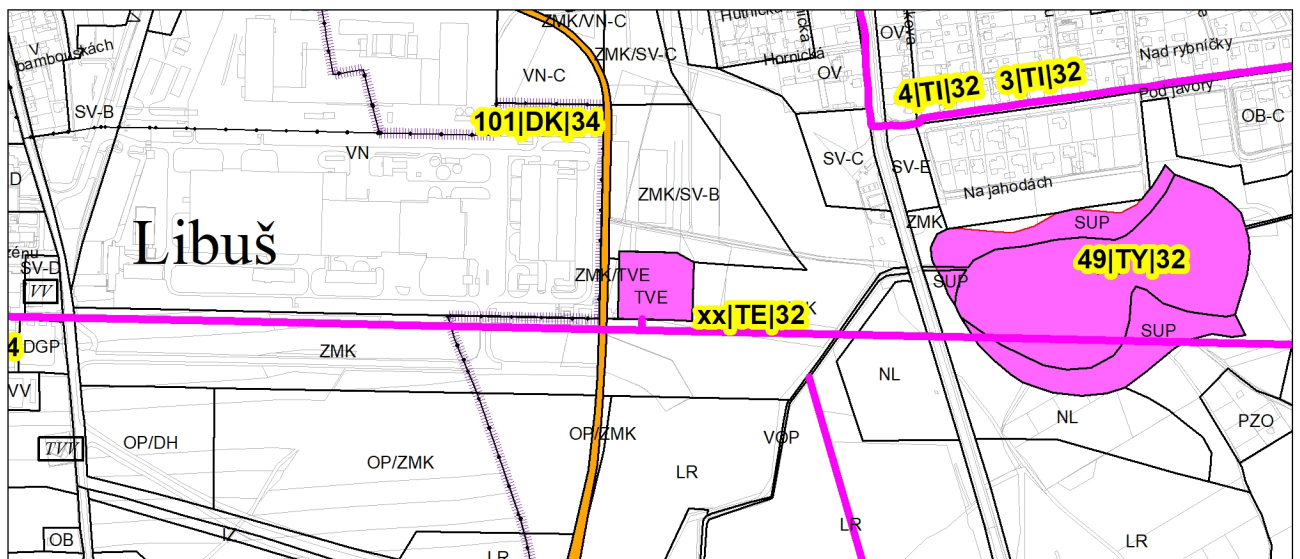 ZMK/VN-C
Hutnická
OV
Nad rybníčky
V
bambouskách
ZMK/SV-C
Hornická
OV
VN-C
4|TI|32
3|TI|32
Pod javory
SV-B
101|DK|34
OB-C
VN
SV-C
SV-E
D
ZMK/SV-B
Na jahodách
Libuš
ZMK
SUP
49|TY|32
SV-D
ZMK/TVE
SUP
VV
TVE
xx|TE|32
SUP
4
DGP
ZMK
NL
VV
NL
PZO
OP/DH
TVV
OP/ZMK
OP/ZMK
VOP
LR
LR
IZ
OB
LR
LR